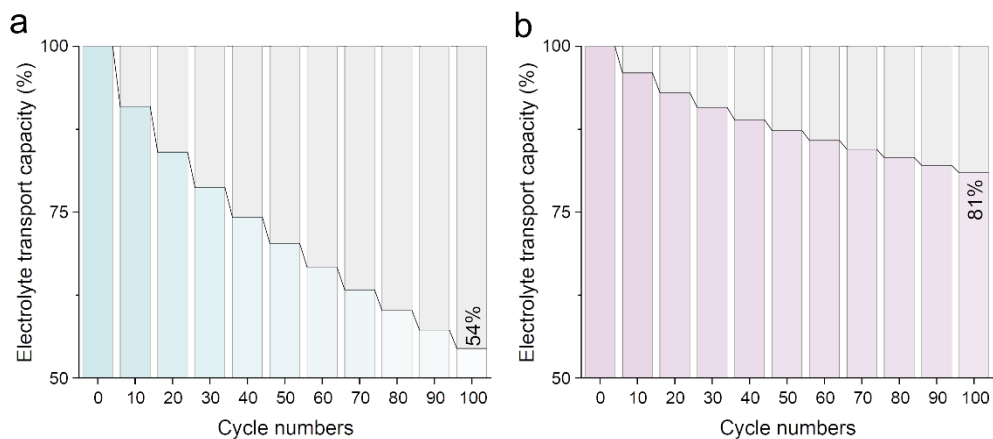 a
Electrolyte transport capacity (%)
100
75
50
54%
0 10 20 30 40 50 60 70 80 90 100
Cycle numbers
b
Electrolyte transport capacity (%)
100
75
50
81%
0 10 20 30 40 50 60 70 80 90 100
Cycle numbers